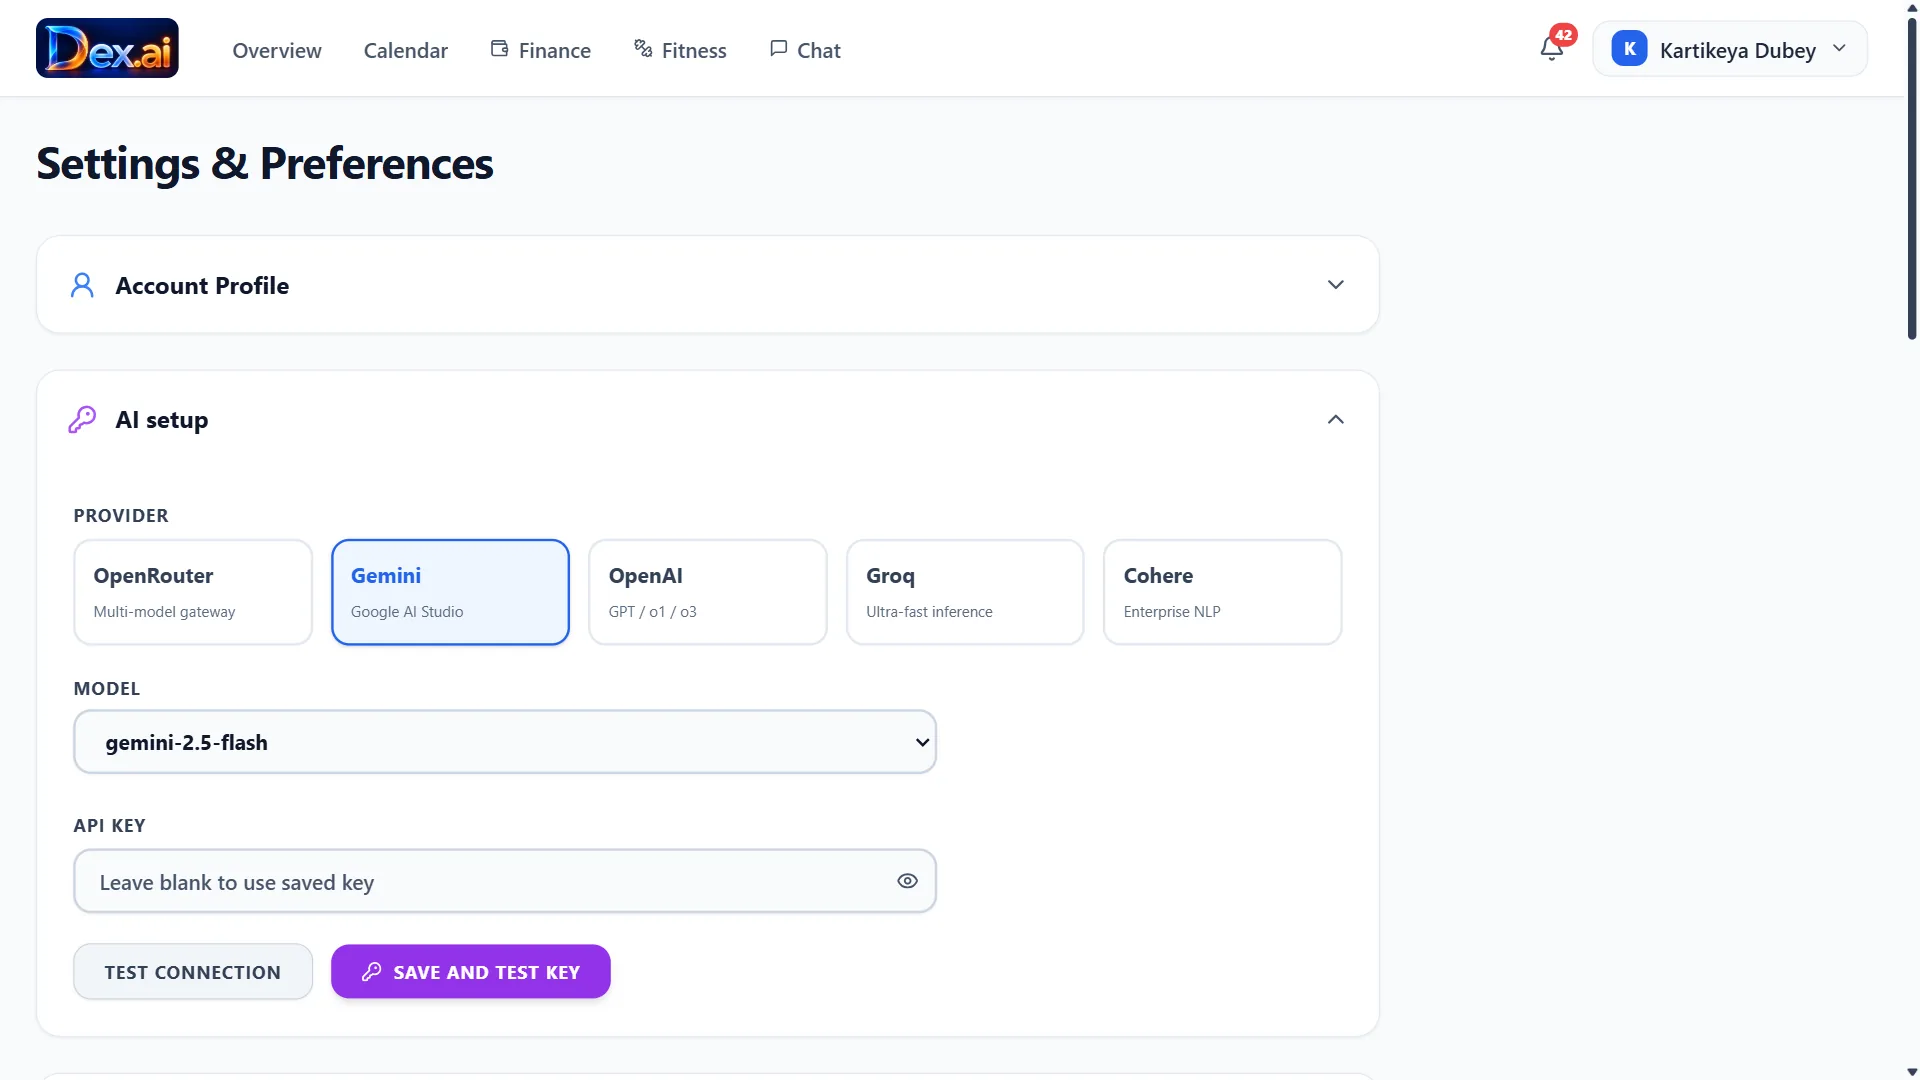 Dex.ai
Overview
Calendar
Finance
Fitness
Chat
42
K
Kartikeya Dubey
Settings & Preferences
Account Profile
AI setup
PROVIDER
OpenRouter
Multi-model gateway
Gemini
Google AI Studio
OpenAI
GPT / o1 / o3
Groq
Ultra-fast inference
Cohere
Enterprise NLP
MODEL
gemini-2.5-flash
API KEY
Leave blank to use saved key
TEST CONNECTION
SAVE AND TEST KEY